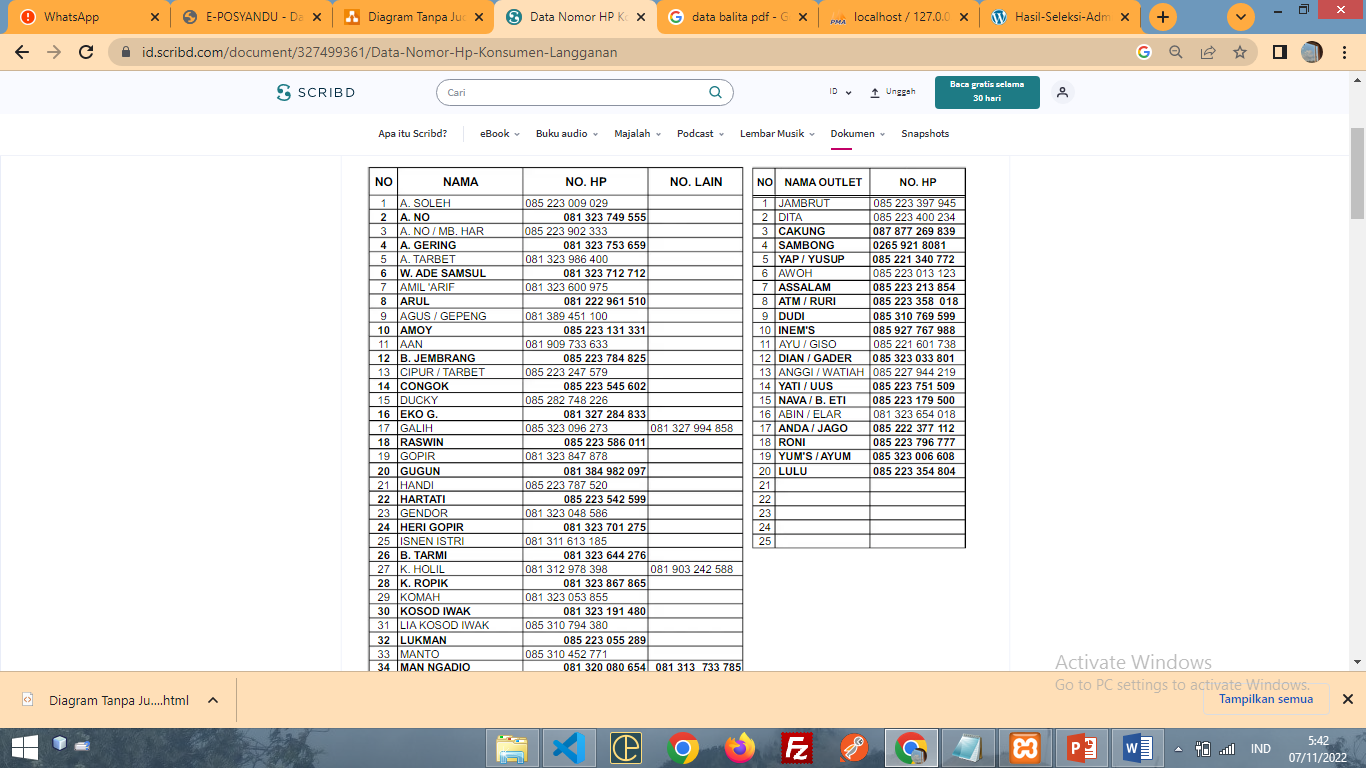 WhatsApp
E-POSYANDU - Da
Diagram Tanpa Juc
Data Nomor HP Ko
data balita pdf - G
localhost / 127.0.0
Hasil-Seleksi-Adm
id.scribd.com/document/327499361/Data-Nomor-Hp-Konsumen-Langganan
SCRIBD
Cari
ID
Unggah
Baca gratis selama
30 hari
Apa itu Scribd? eBook Buku audio Majalah Podcast Lembar Musik Dokumen Snapshots
NO NAMA NO. HP NO. LAIN
1 A. SOLEH 085 223 009 029
2 A. NO 081 323 749 555
3 A. NO / MB. HAR 085 223 902 333
4 A. GERING 081 323 753 659
5 A. TARBET 081 323 986 400
6 W. ADE SAMSUL 081 323 712 712
7 AMIL 'ARIF 081 323 600 975
8 ARUL 081 222 961 510
9 AGUS / GEPENG 081 389 451 100
10 AMOY 085 223 131 331
11 AAN 081 909 733 633
12 B. JEMBRANG 085 223 784 825
13 CIPUR / TARBET 085 223 247 579
14 CONGOK 085 223 545 602
15 DUCKY 085 282 748 226
16 EKO G. 081 327 284 833
17 GALIH 085 323 096 273 081 327 994 858
18 RASWIN 085 223 586 011
19 GOPIR 081 323 847 878
20 GUGUN 081 384 982 097
21 HANDI 085 223 787 520
22 HARTATI 085 223 542 599
23 GENDOR 081 323 048 586
24 HERI GOPIR 081 323 701 275
25 ISNEN ISTRI 081 311 613 185
26 B. TARMI 081 323 644 276
27 K. HOLIL 081 312 978 398 081 903 242 588
28 K. ROPIK 081 323 867 865
29 KOMAH 081 323 053 855
30 KOSOD IWAK 081 323 191 480
31 LIA KOSOD IWAK 085 310 794 380
32 LUKMAN 085 223 055 289
33 MANTO 085 310 452 771
34 MAN NGADIO 081 320 080 654 081 313 733 785
NO NAMA OUTLET NO. HP
1 JAMBRUT 085 223 397 945
2 DITA 085 223 400 234
3 CAKUNG 087 877 269 839
4 SAMBONG 0265 921 8081
5 YAP / YUSUP 085 221 340 772
6 AWOH 085 223 013 123
7 ASSALAM 085 223 213 854
8 ATM / RURI 085 223 358 018
9 DUDI 085 310 769 599
10 INEM'S 085 927 767 988
11 AYU / GISO 085 221 601 738
12 DIAN / GADER 085 323 033 801
13 ANGGI / WATIAH 085 227 944 219
14 YATI / UUS 085 223 751 509
15 NAVA / B. ETI 085 223 179 500
16 ABIN / ELAR 081 323 654 018
17 ANDA / JAGO 085 222 377 112
18 RONI 085 223 796 777
19 YUM'S / AYUM 085 323 006 608
20 LULU 085 223 354 804
21
22
23
24
25
Activate Windows
Go to PC settings to activate Windows.
Diagram Tanpa Ju....html
Tampilkan semua
IND
5:42
07/11/2022